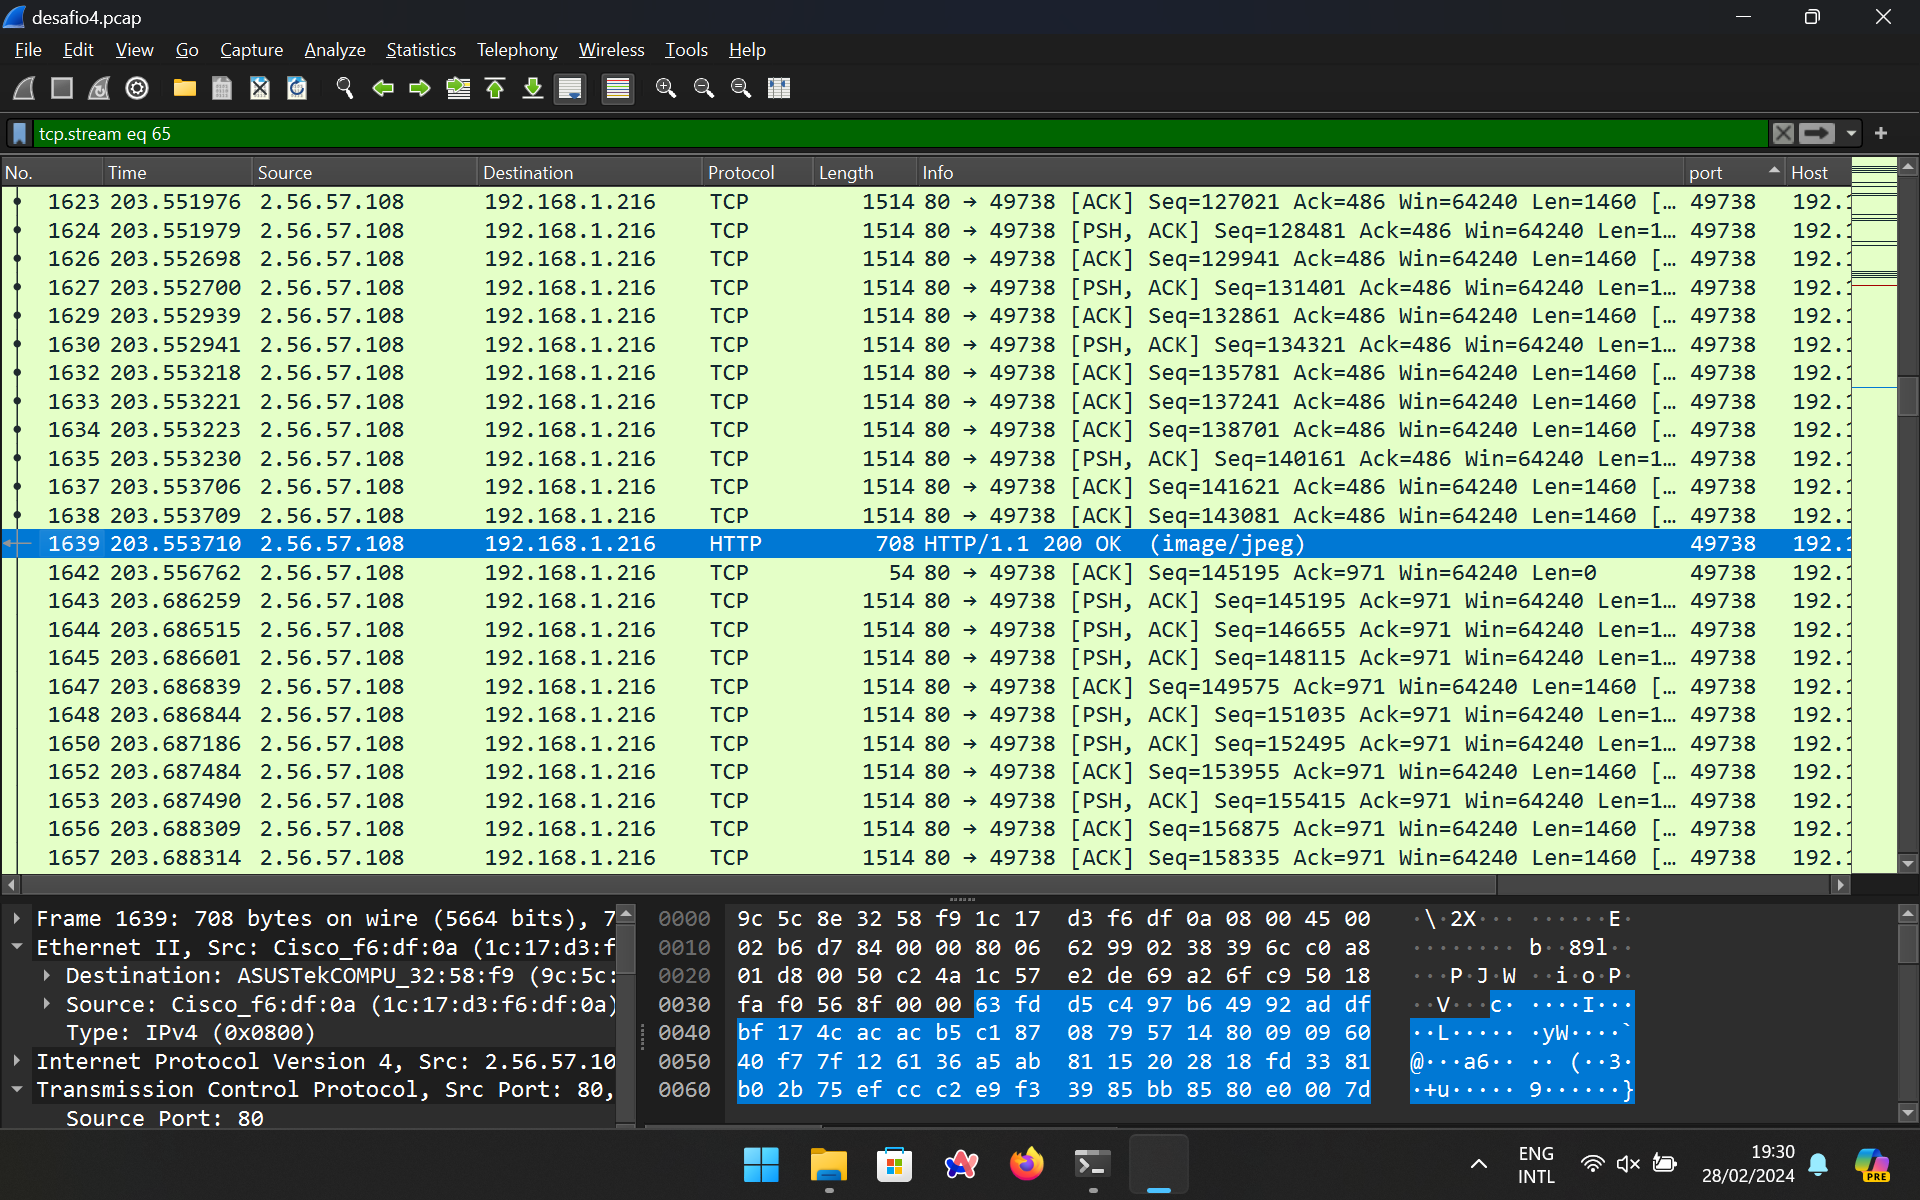 desafio4.pcap
File Edit View Go Capture Analyze Statistics Telephony Wireless Tools Help
tcp.stream eq 65
No. Time Source Destination Protocol Length Info port Host
1623 203.551976 2.56.57.108 192.168.1.216 TCP 1514 80 → 49738 [ACK] Seq=127021 Ack=486 Win=64240 Len=1460 [… 49738 192.1
1624 203.551979 2.56.57.108 192.168.1.216 TCP 1514 80 → 49738 [PSH, ACK] Seq=128481 Ack=486 Win=64240 Len=1… 49738 192.1
1626 203.552698 2.56.57.108 192.168.1.216 TCP 1514 80 → 49738 [ACK] Seq=129941 Ack=486 Win=64240 Len=1460 [… 49738 192.1
1627 203.552700 2.56.57.108 192.168.1.216 TCP 1514 80 → 49738 [PSH, ACK] Seq=131401 Ack=486 Win=64240 Len=1… 49738 192.1
1629 203.552939 2.56.57.108 192.168.1.216 TCP 1514 80 → 49738 [ACK] Seq=132861 Ack=486 Win=64240 Len=1460 [… 49738 192.1
1630 203.552941 2.56.57.108 192.168.1.216 TCP 1514 80 → 49738 [PSH, ACK] Seq=134321 Ack=486 Win=64240 Len=1… 49738 192.1
1632 203.553218 2.56.57.108 192.168.1.216 TCP 1514 80 → 49738 [ACK] Seq=135781 Ack=486 Win=64240 Len=1460 [… 49738 192.1
1633 203.553221 2.56.57.108 192.168.1.216 TCP 1514 80 → 49738 [ACK] Seq=137241 Ack=486 Win=64240 Len=1460 [… 49738 192.1
1634 203.553223 2.56.57.108 192.168.1.216 TCP 1514 80 → 49738 [ACK] Seq=138701 Ack=486 Win=64240 Len=1460 [… 49738 192.1
1635 203.553230 2.56.57.108 192.168.1.216 TCP 1514 80 → 49738 [PSH, ACK] Seq=140161 Ack=486 Win=64240 Len=1… 49738 192.1
1637 203.553706 2.56.57.108 192.168.1.216 TCP 1514 80 → 49738 [ACK] Seq=141621 Ack=486 Win=64240 Len=1460 [… 49738 192.1
1638 203.553709 2.56.57.108 192.168.1.216 TCP 1514 80 → 49738 [ACK] Seq=143081 Ack=486 Win=64240 Len=1460 [… 49738 192.1
1639 203.553710 2.56.57.108 192.168.1.216 HTTP 708 HTTP/1.1 200 OK (image/jpeg) 49738 192.1
1642 203.556762 2.56.57.108 192.168.1.216 TCP 54 80 → 49738 [ACK] Seq=145195 Ack=971 Win=64240 Len=0 49738 192.1
1643 203.686259 2.56.57.108 192.168.1.216 TCP 1514 80 → 49738 [PSH, ACK] Seq=145195 Ack=971 Win=64240 Len=1… 49738 192.1
1644 203.686515 2.56.57.108 192.168.1.216 TCP 1514 80 → 49738 [PSH, ACK] Seq=146655 Ack=971 Win=64240 Len=1… 49738 192.1
1645 203.686601 2.56.57.108 192.168.1.216 TCP 1514 80 → 49738 [PSH, ACK] Seq=148115 Ack=971 Win=64240 Len=1… 49738 192.1
1647 203.686839 2.56.57.108 192.168.1.216 TCP 1514 80 → 49738 [ACK] Seq=149575 Ack=971 Win=64240 Len=1460 [… 49738 192.1
1648 203.686844 2.56.57.108 192.168.1.216 TCP 1514 80 → 49738 [PSH, ACK] Seq=151035 Ack=971 Win=64240 Len=1… 49738 192.1
1650 203.687186 2.56.57.108 192.168.1.216 TCP 1514 80 → 49738 [PSH, ACK] Seq=152495 Ack=971 Win=64240 Len=1… 49738 192.1
1652 203.687484 2.56.57.108 192.168.1.216 TCP 1514 80 → 49738 [ACK] Seq=153955 Ack=971 Win=64240 Len=1460 [… 49738 192.1
1653 203.687490 2.56.57.108 192.168.1.216 TCP 1514 80 → 49738 [PSH, ACK] Seq=155415 Ack=971 Win=64240 Len=1… 49738 192.1
1656 203.688309 2.56.57.108 192.168.1.216 TCP 1514 80 → 49738 [ACK] Seq=156875 Ack=971 Win=64240 Len=1460 [… 49738 192.1
1657 203.688314 2.56.57.108 192.168.1.216 TCP 1514 80 → 49738 [ACK] Seq=158335 Ack=971 Win=64240 Len=1460 [… 49738 192.1
Frame 1639: 708 bytes on wire (5664 bits), 7
Ethernet II, Src: Cisco_f6:df:0a (1c:17:d3:f
Destination: ASUSTekCOMPU_32:58:f9 (9c:5c:
Source: Cisco_f6:df:0a (1c:17:d3:f6:df:0a)
Type: IPv4 (0x0800)
Internet Protocol Version 4, Src: 2.56.57.10
Transmission Control Protocol, Src Port: 80,
Source Port: 80
0000 9c 5c 8e 32 58 f9 1c 17 d3 f6 df 0a 08 00 45 00 ·\·2X··· ······E·
0010 02 b6 d7 84 00 00 80 06 62 99 02 38 39 6c c0 a8 ········ b··89l··
0020 01 d8 00 50 c2 4a 1c 57 e2 de 69 a2 6f c9 50 18 ···P·J·W ··i·o·P·
0030 fa f0 56 8f 00 00 63 fd d5 c4 97 b6 49 92 ad df ··V···c· ····I···
0040 bf 17 4c ac ac b5 c1 87 08 79 57 14 80 09 09 60 ··L····· ·yW····`
0050 40 f7 7f 12 61 36 a5 ab 81 15 20 28 18 fd 33 81 @···a6·· ·· (··3·
0060 b0 2b 75 ef cc c2 e9 f3 39 85 bb 85 80 e0 00 7d ·+u····· 9······}
ENG
INTL
19:30
28/02/2024
PRE